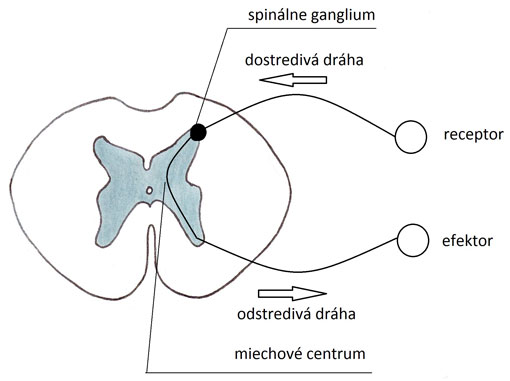 spinálne ganglium
dostredivá dráha
receptor
efektor
odstredivá dráha
miechové centrum